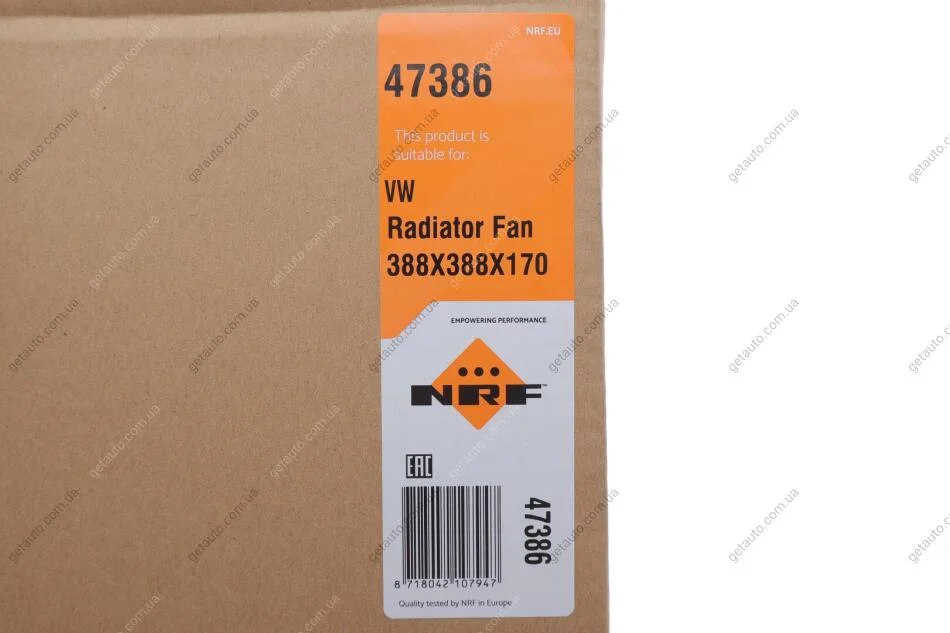 NRF.EU
47386
This product is
suitable for:
VW
Radiator Fan
388X388X170
EMPOWERING PERFORMANCE
NRF™
EAC
47386
8 718042 107947
Quality tested by NRF in Europe
getauto.com.ua